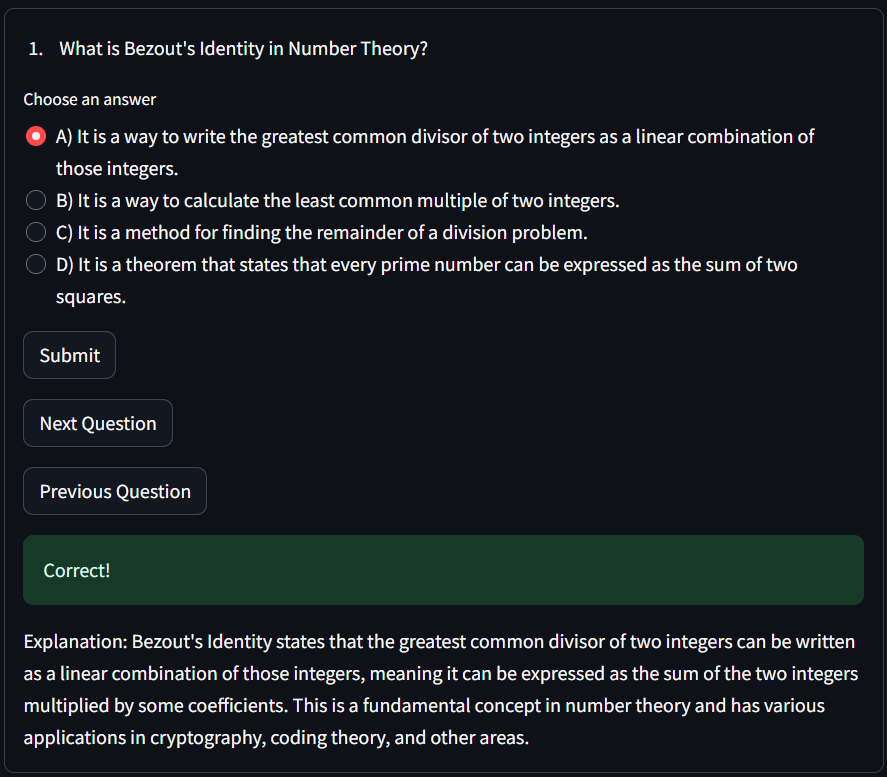 1. What is Bezout's Identity in Number Theory?
Choose an answer
A) It is a way to write the greatest common divisor of two integers as a linear combination of
those integers.
B) It is a way to calculate the least common multiple of two integers.
C) It is a method for finding the remainder of a division problem.
D) It is a theorem that states that every prime number can be expressed as the sum of two
squares.
Submit
Next Question
Previous Question
Correct!
Explanation: Bezout's Identity states that the greatest common divisor of two integers can be written
as a linear combination of those integers, meaning it can be expressed as the sum of the two integers
multiplied by some coefficients. This is a fundamental concept in number theory and has various
applications in cryptography, coding theory, and other areas.